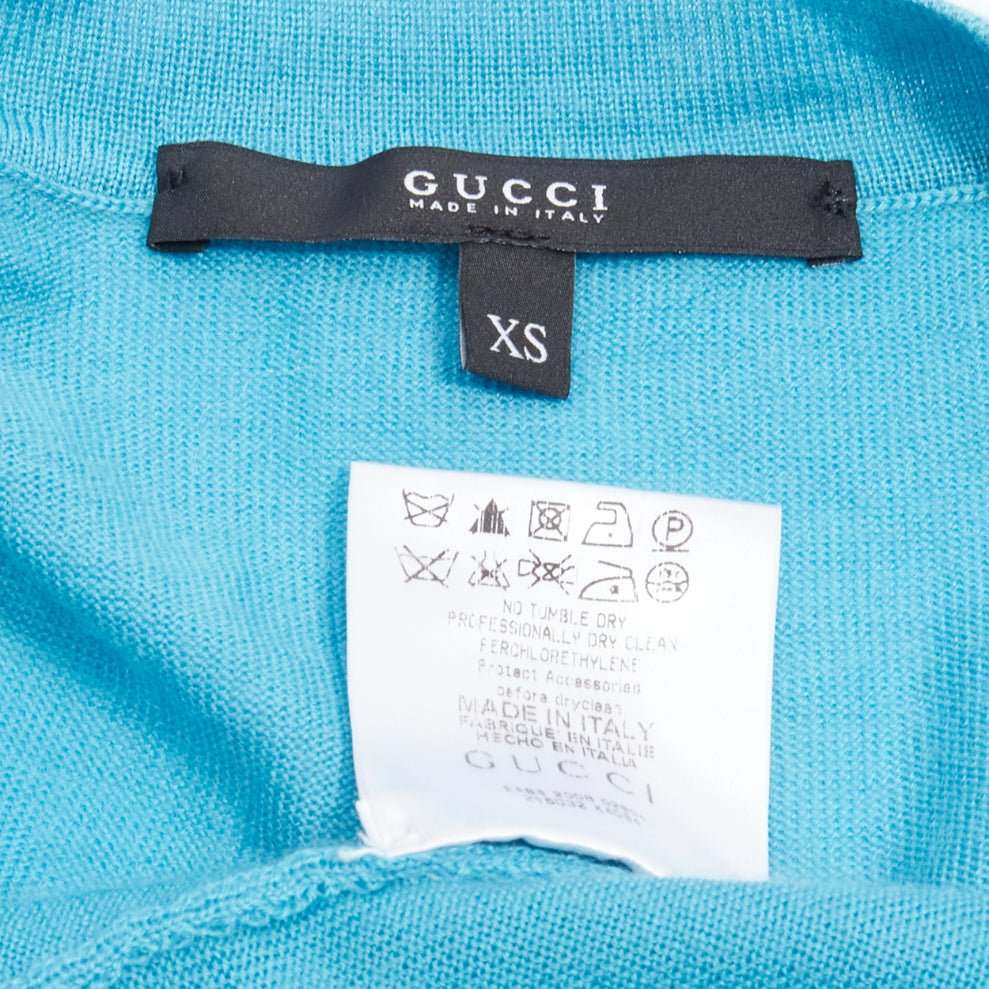 GUCCI
MADE IN ITALY
XS
P
NO TUMBLE DRY
PROFESSIONALLY DRY CLEAN
PERCHLORETHYLENE
Protect Accessories
before dryclean
MADE IN ITALY
FABRIQUE' EN ITALIE
HECHO EN ITALIA
GUCCI